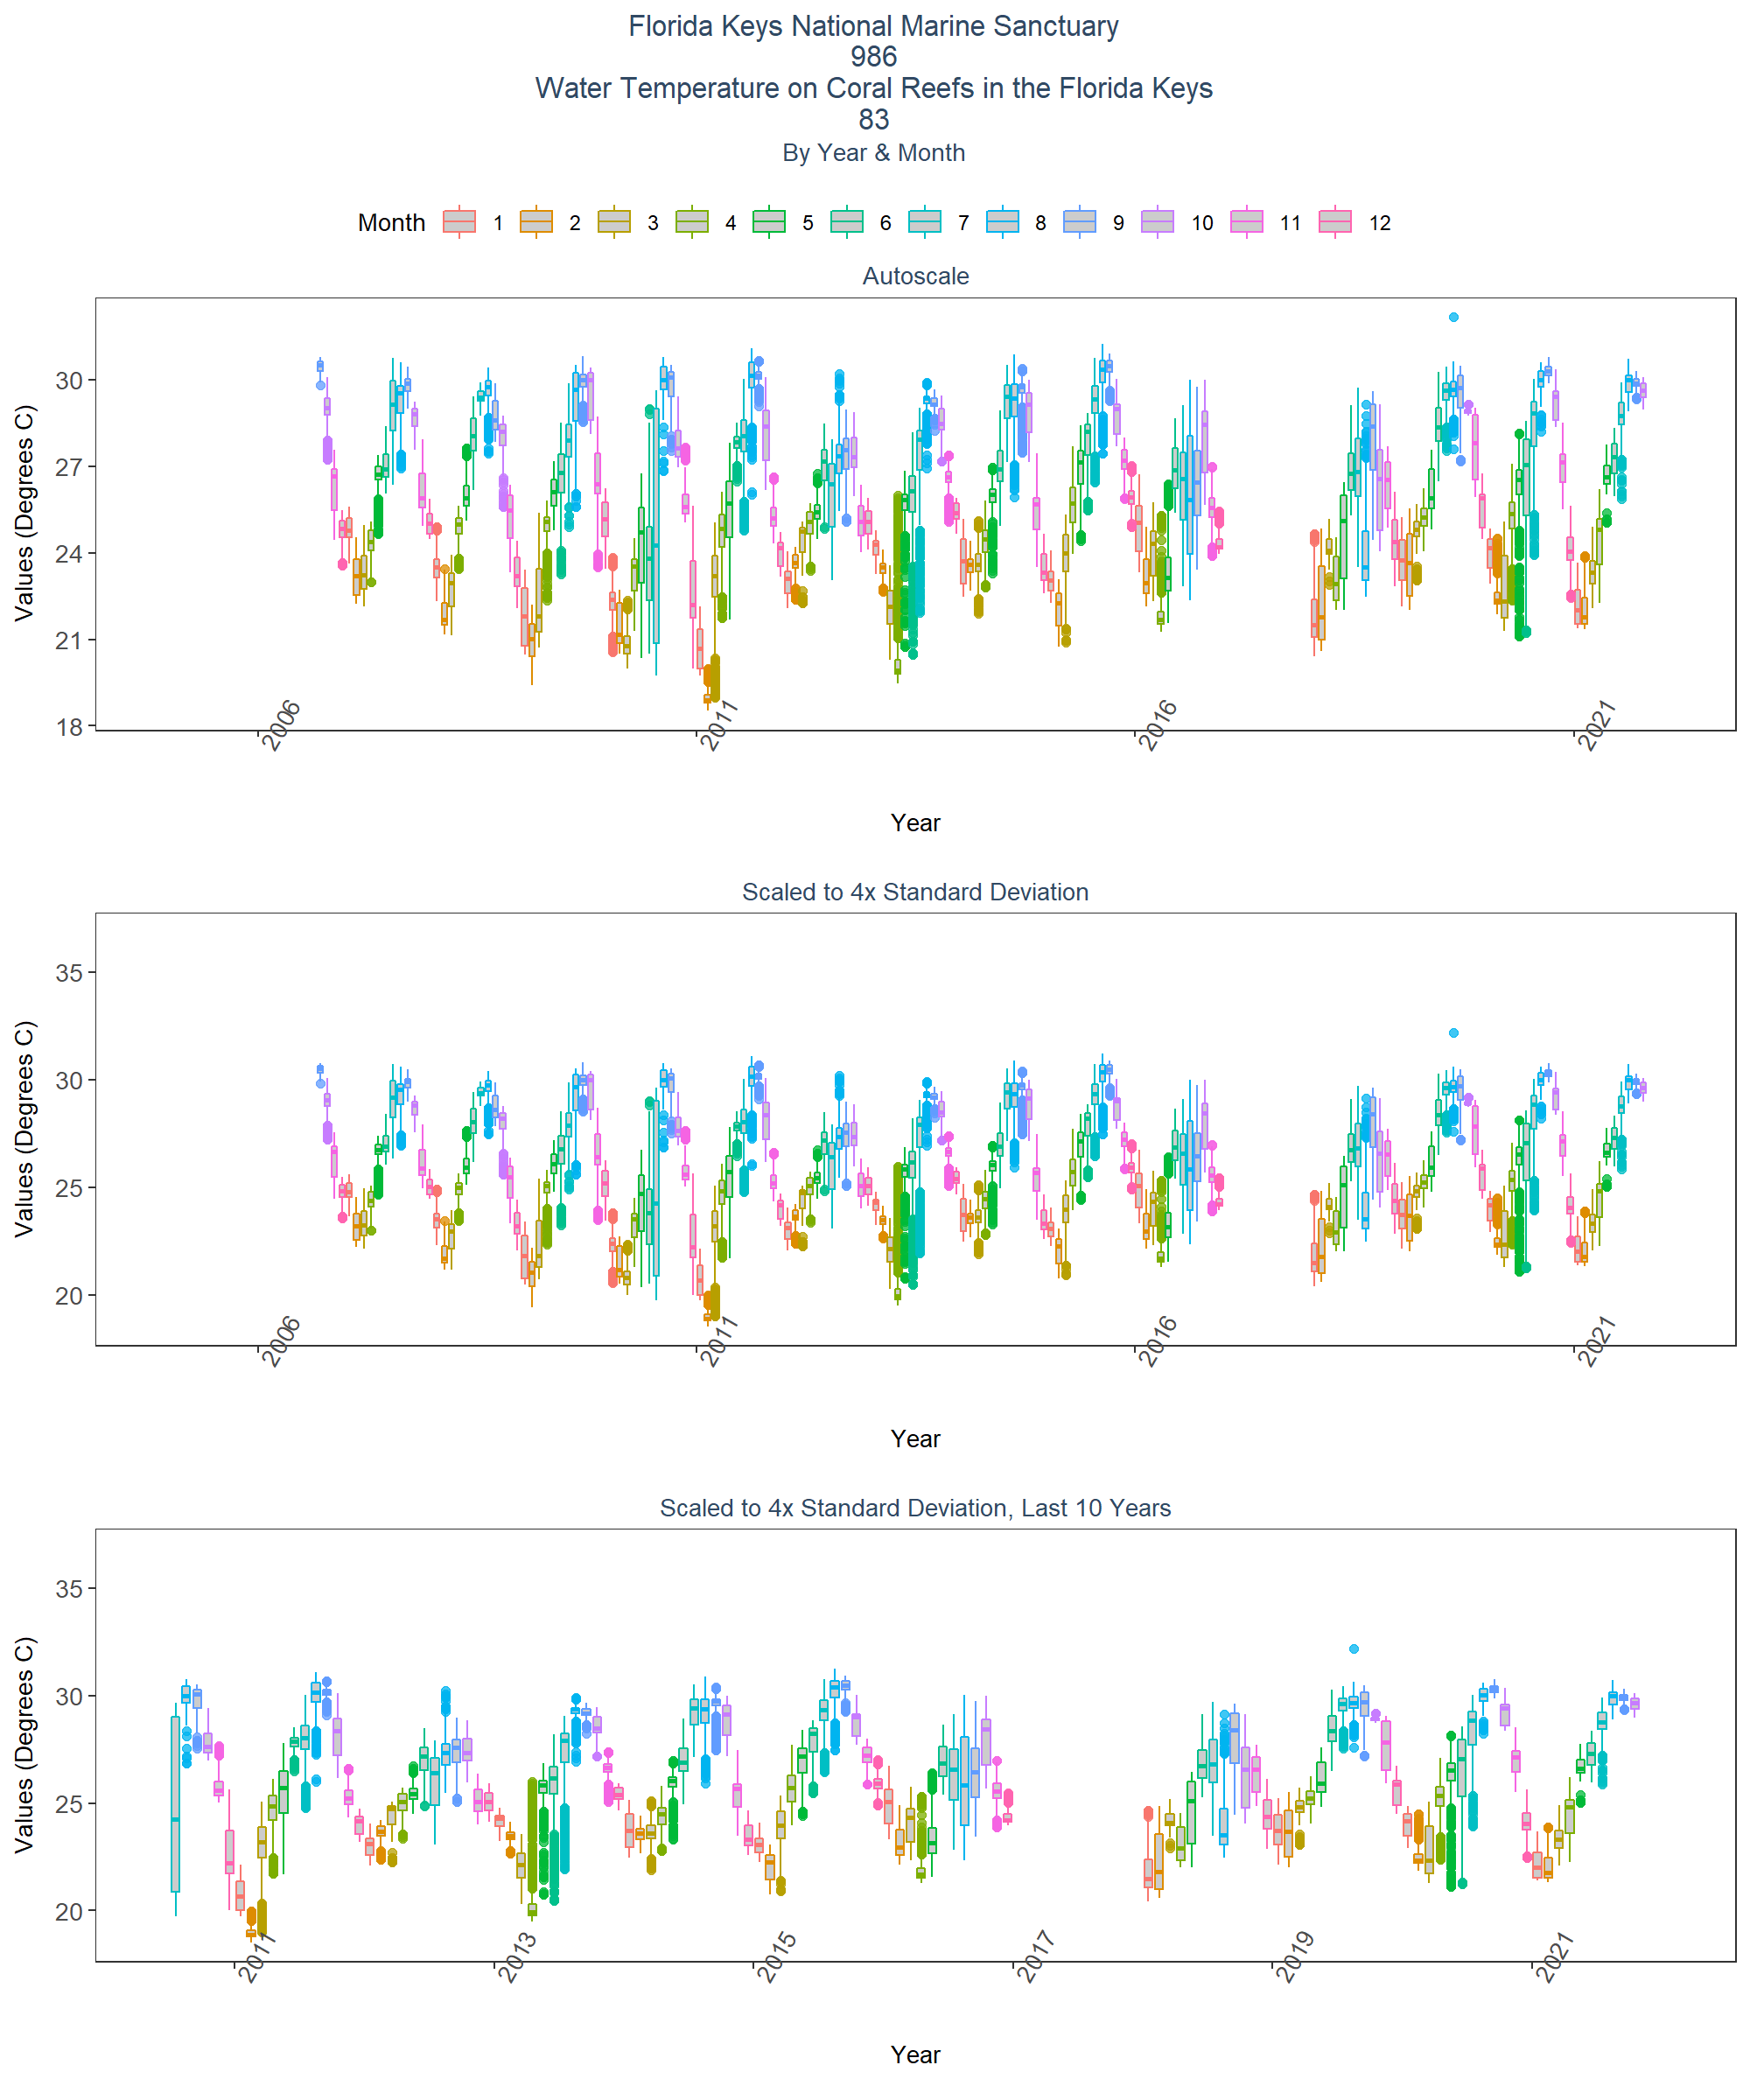 Florida Keys National Marine Sanctuary
986
Water Temperature on Coral Reefs in the Florida Keys
83
By Year & Month
Month 1 2 3 4 5 6 7 8 9 10 11 12
Autoscale
Values (Degrees C)
30
27
24
21
18
2006 2011 2016 2021
Year
Scaled to 4x Standard Deviation
Values (Degrees C)
35
30
25
20
2006 2011 2016 2021
Year
Scaled to 4x Standard Deviation, Last 10 Years
Values (Degrees C)
35
30
25
20
2011 2013 2015 2017 2019 2021
Year